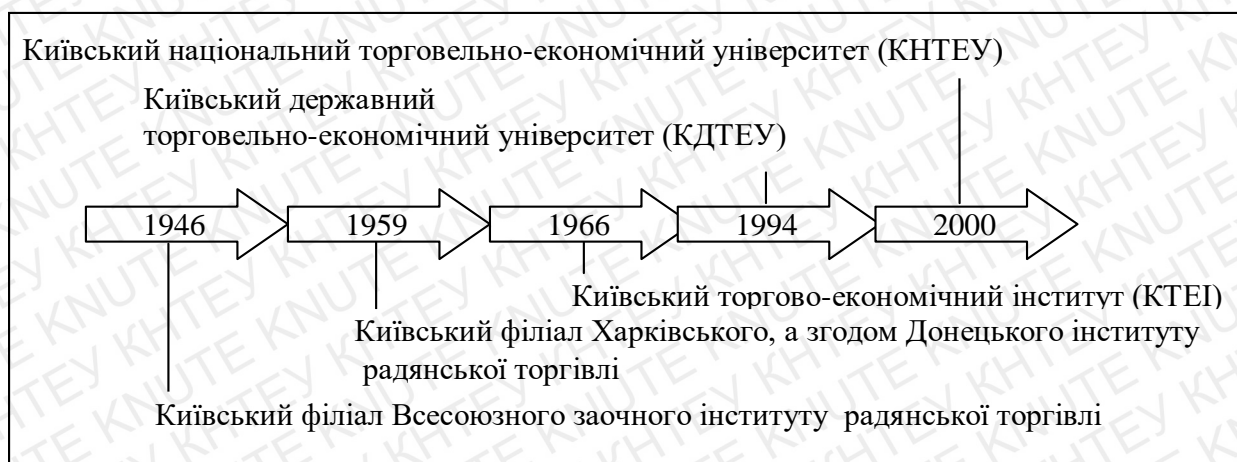 Київський національний торговельно-економічний університет (КНТЕУ)
Київський державний
торговельно-економічний університет (КДТЕУ)
1946 1959 1966 1994 2000
Київський торгово-економічний інститут (КТЕІ)
Київський філіал Харківського, а згодом Донецького інституту
радянської торгівлі
Київський філіал Всесоюзного заочного інституту радянської торгівлі